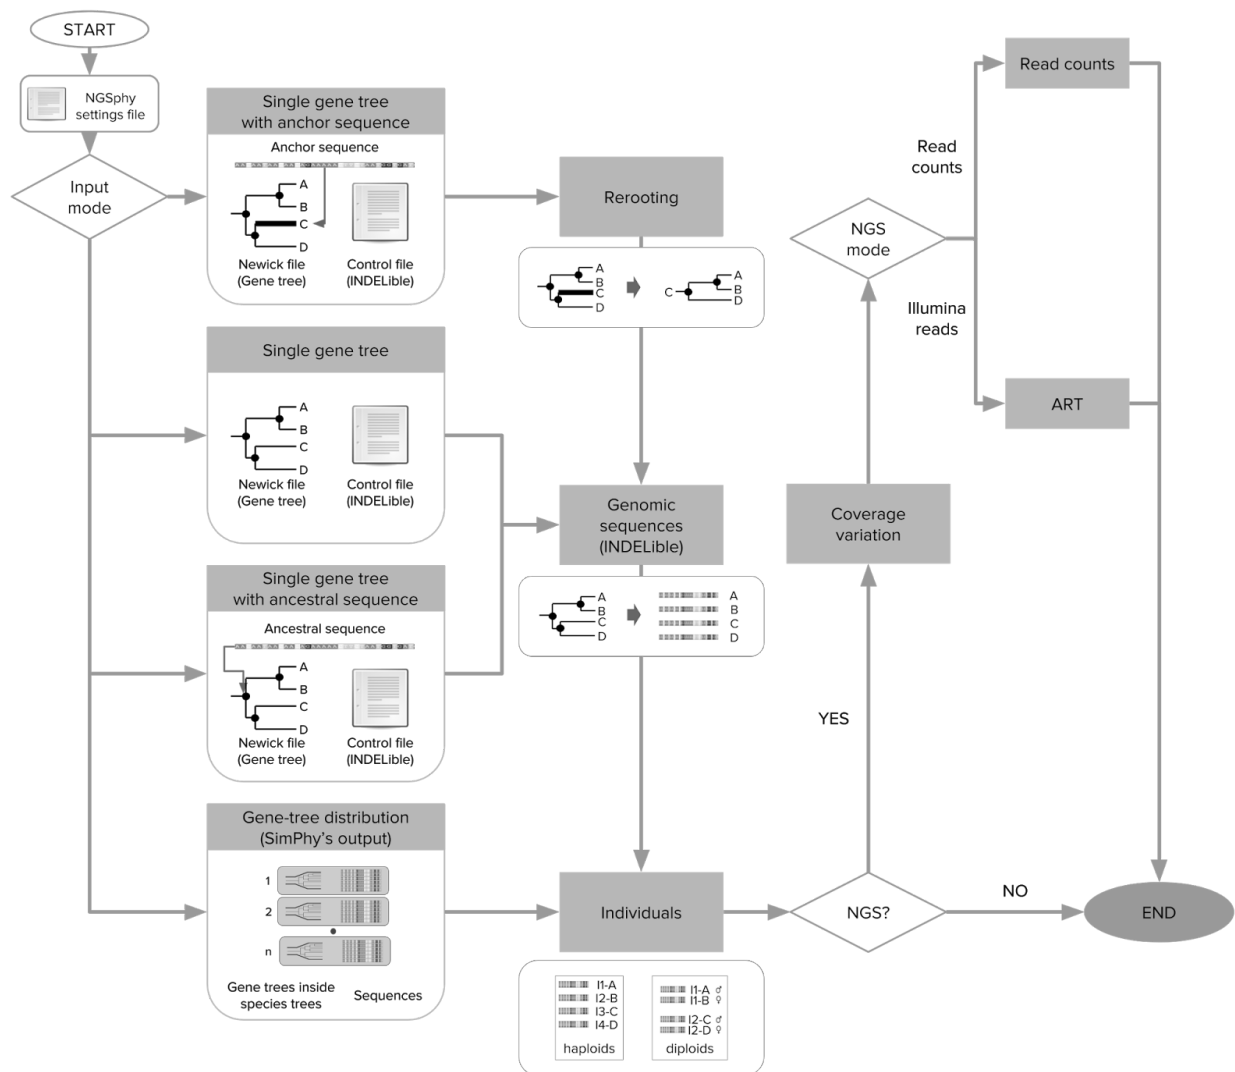 START
NGSphy
settings file
Input
mode
Single gene tree
with anchor sequence
Anchor sequence
A
B
C
D
Newick file
(Gene tree)
Control file
(INDELible)
Single gene tree
A
B
C
D
Newick file
(Gene tree)
Control file
(INDELible)
Single gene tree
with ancestral sequence
Ancestral sequence
A
B
C
D
Newick file
(Gene tree)
Control file
(INDELible)
Gene-tree distribution
(SimPhy's output)
1
2
n
Gene trees inside
species trees
Sequences
Rerooting
A
B
C
D
C
A
B
D
Genomic
sequences
(INDELible)
A
B
C
D
A
B
C
D
Individuals
I1-A
I2-B
I3-C
I4-D
haploids
I1-A ♂
I1-B ♀
I2-C ♂
I2-D ♀
diploids
NGS?
YES
NO
Coverage
variation
NGS
mode
Read
counts
Illumina
reads
Read counts
ART
END